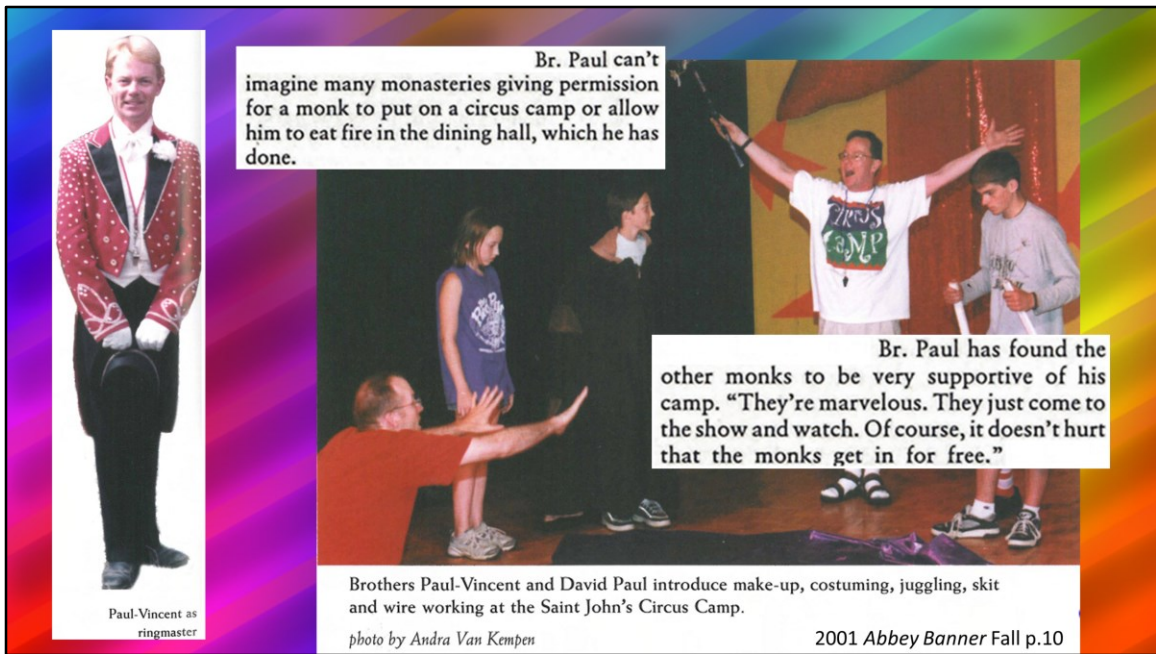 Paul-Vincent as
ringmaster
Br. Paul can't
imagine many monasteries giving permission
for a monk to put on a circus camp or allow
him to eat fire in the dining hall, which he has
done.
CIRCUS
CAMP
Br. Paul has found the
other monks to be very supportive of his
camp. “They're marvelous. They just come to
the show and watch. Of course, it doesn't hurt
that the monks get in for free.”
Brothers Paul-Vincent and David Paul introduce make-up, costuming, juggling, skit
and wire working at the Saint John's Circus Camp.
photo by Andra Van Kempen
2001 Abbey Banner Fall p.10